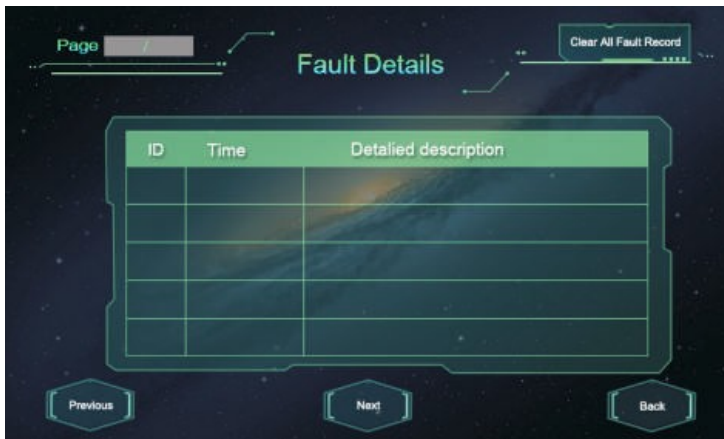 Page /
Clear All Fault Record
Fault Details
ID Time Detalied description
Previous Next Back